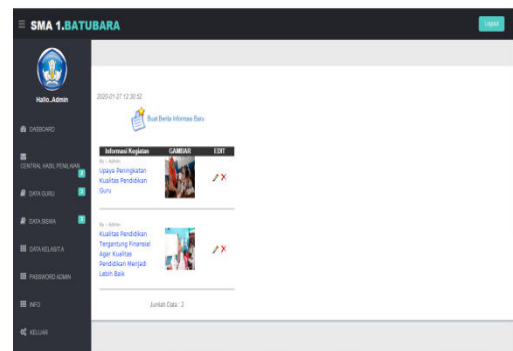 SMA 1.BATUBARA
Logout
Hallo..Admin
DASBOARD
CENTRAL HASIL PENILAIAN
DATA GURU
DATA SISWA
DATA KELAS/T.A
PASSWORD ADMIN
INFO
KELUAR
2020-01-27 12:30:52
Buat Berita Informasi Baru
Informasi Kegiatan GAMBAR EDIT
By : Admin
Upaya Peningkatan
Kualitas Pendidikan
Guru
By : Admin
Kualitas Pendidikan
Tergantung Finansial
Agar Kualitas
Pendidikan Menjadi
Lebih Baik
Jumlah Data : 2